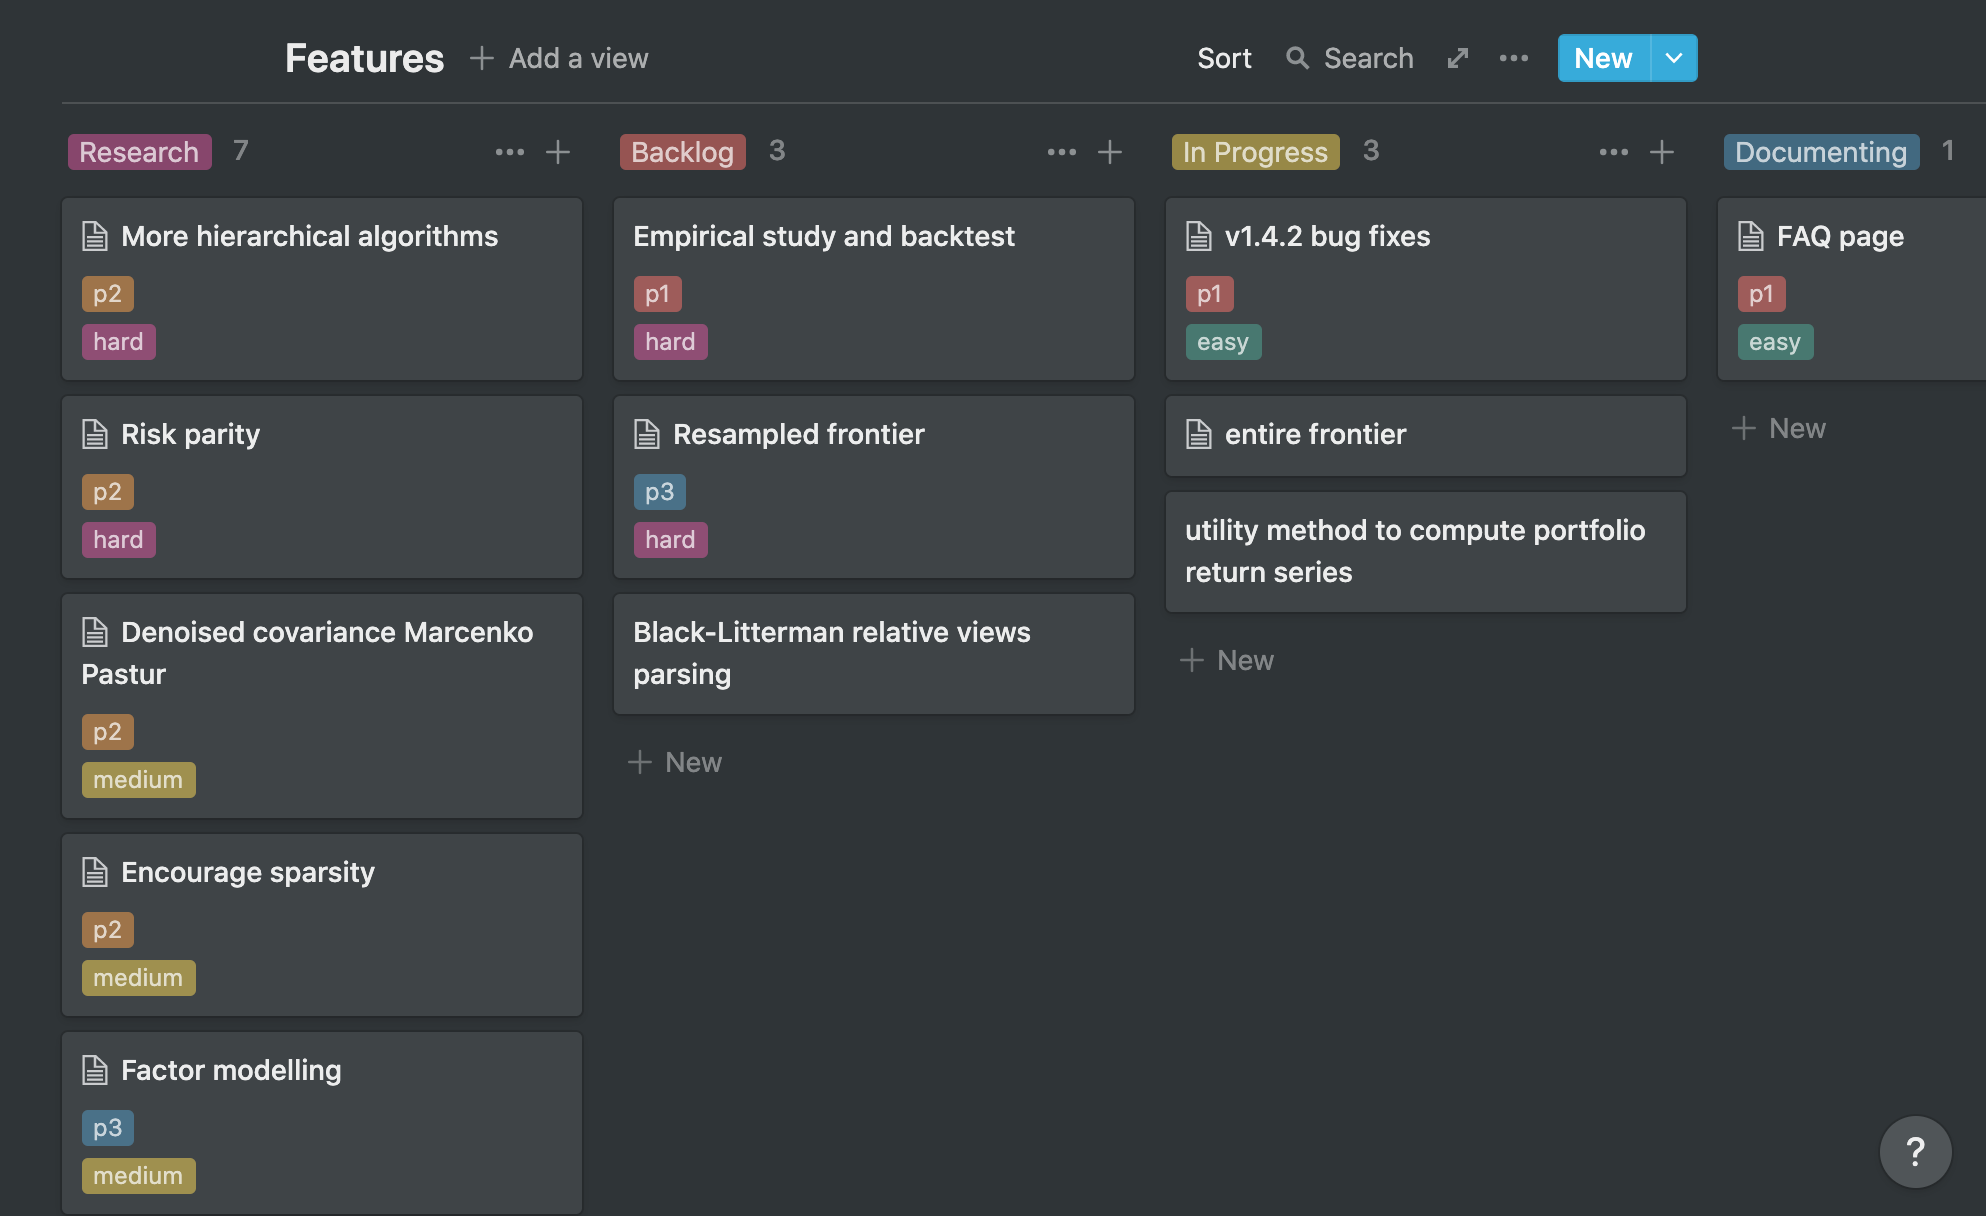 Features + Add a view Sort Search New
Research 7
More hierarchical algorithms
p2
hard
Risk parity
p2
hard
Denoised covariance Marcenko
Pastur
p2
medium
Encourage sparsity
p2
medium
Factor modelling
p3
medium
Backlog 3
Empirical study and backtest
p1
hard
Resampled frontier
p3
hard
Black-Litterman relative views
parsing
+ New
In Progress 3
v1.4.2 bug fixes
p1
easy
entire frontier
utility method to compute portfolio
return series
+ New
Documenting 1
FAQ page
p1
easy
+ New
?